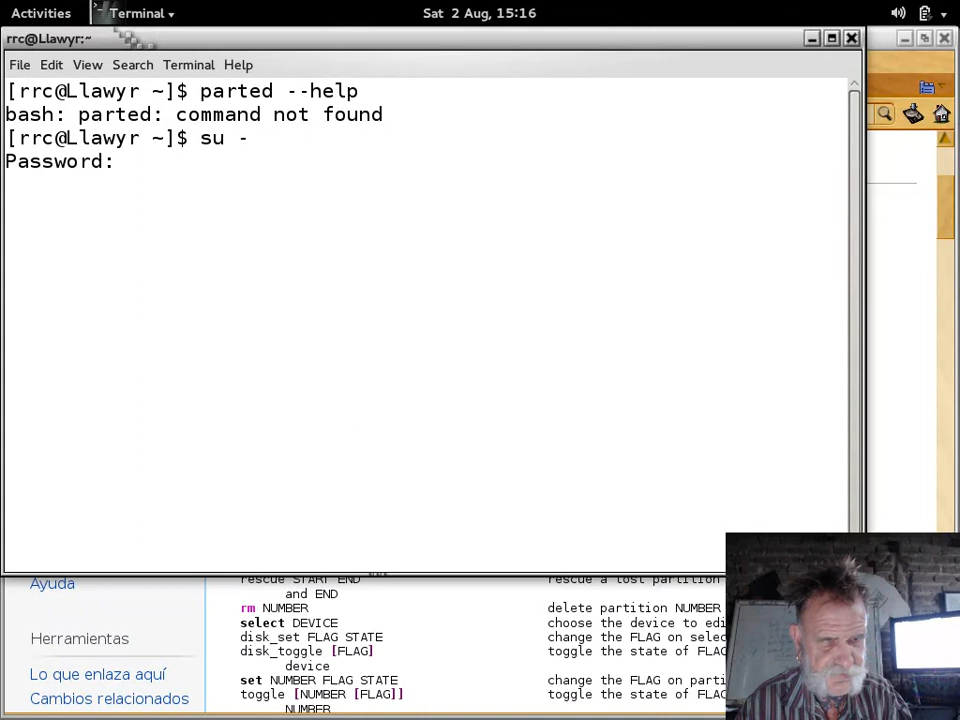 Activities
Terminal
Sat 2 Aug, 15:16
rrc@Llawyr:~
File Edit View Search Terminal Help
[rrc@Llawyr ~]$ parted --help
bash: parted: command not found
[rrc@Llawyr ~]$ su -
Password:
Ayuda
Herramientas
Lo que enlaza aquí
Cambios relacionados
rescue START END rescue a lost partition
and END
rm NUMBER delete partition NUMBER
select DEVICE choose the device to edi
disk_set FLAG STATE change the FLAG on selec
disk_toggle [FLAG] toggle the state of FLAG
device
set NUMBER FLAG STATE change the FLAG on parti
toggle [NUMBER [FLAG]] toggle the state of FLAG
NUMBER